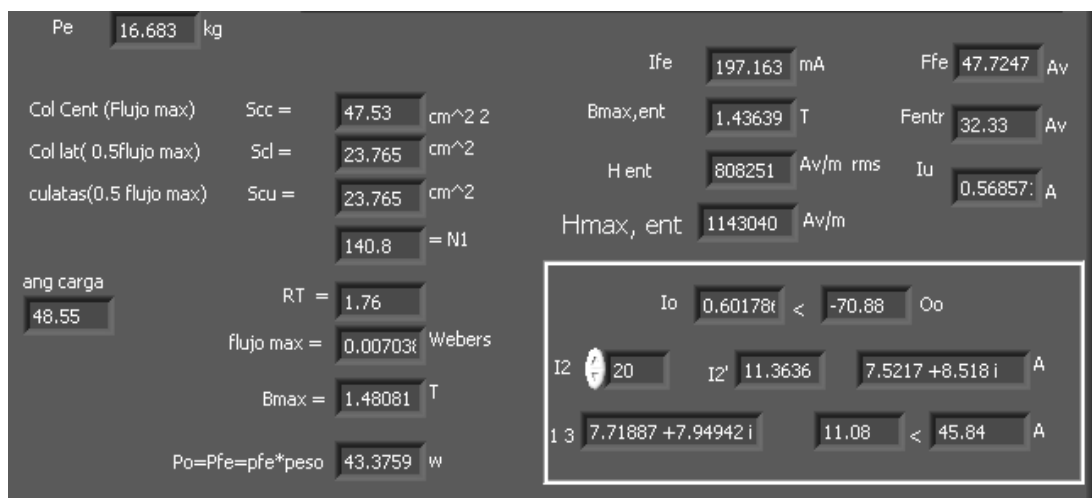 Pe 16.683 kg
Ife 197.163 mA Ffe 47.7247 Av
Col Cent (Flujo max) Scc = 47.53 cm^2 2 Bmax,ent 1.43639 T Fentr 32.33 Av
Col lat( 0.5flujo max) Scl = 23.765 cm^2 H ent 808251 Av/m rms Iu 0.56857: A
culatas(0.5 flujo max) Scu = 23.765 cm^2 Hmax, ent 1143040 Av/m
140.8 = N1
ang carga 48.55
RT = 1.76 Io 0.60178 < -70.88 Oo
flujo max = 0.00703 Webers
I2 20 I2' 11.3636 7.5217 +8.518 i A
Bmax = 1.48081 T
1 3 7.71887 +7.94942 i 11.08 < 45.84 A
Po=Pfe=pfe*peso 43.3759 w